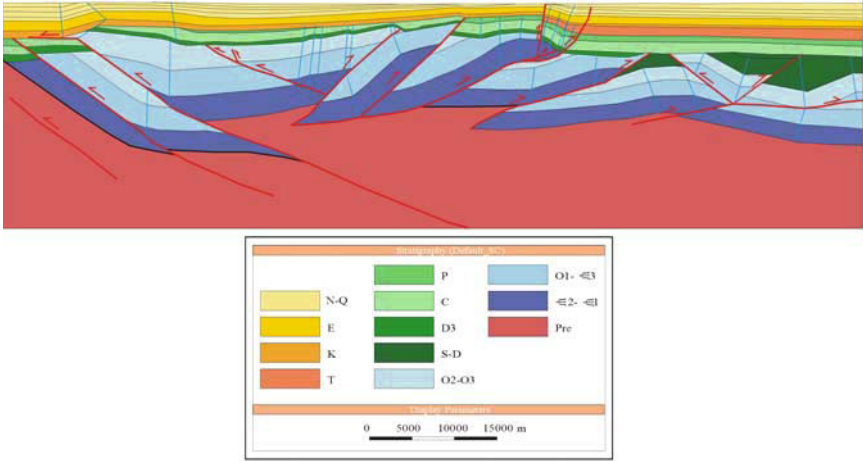 Stratigraphy (Default_SC)
P
O1- ∈3
N-Q
C
∈2- ∈1
E
D3
Pre
K
S-D
T
O2-O3
Display Parameters
0 5000 10000 15000 m